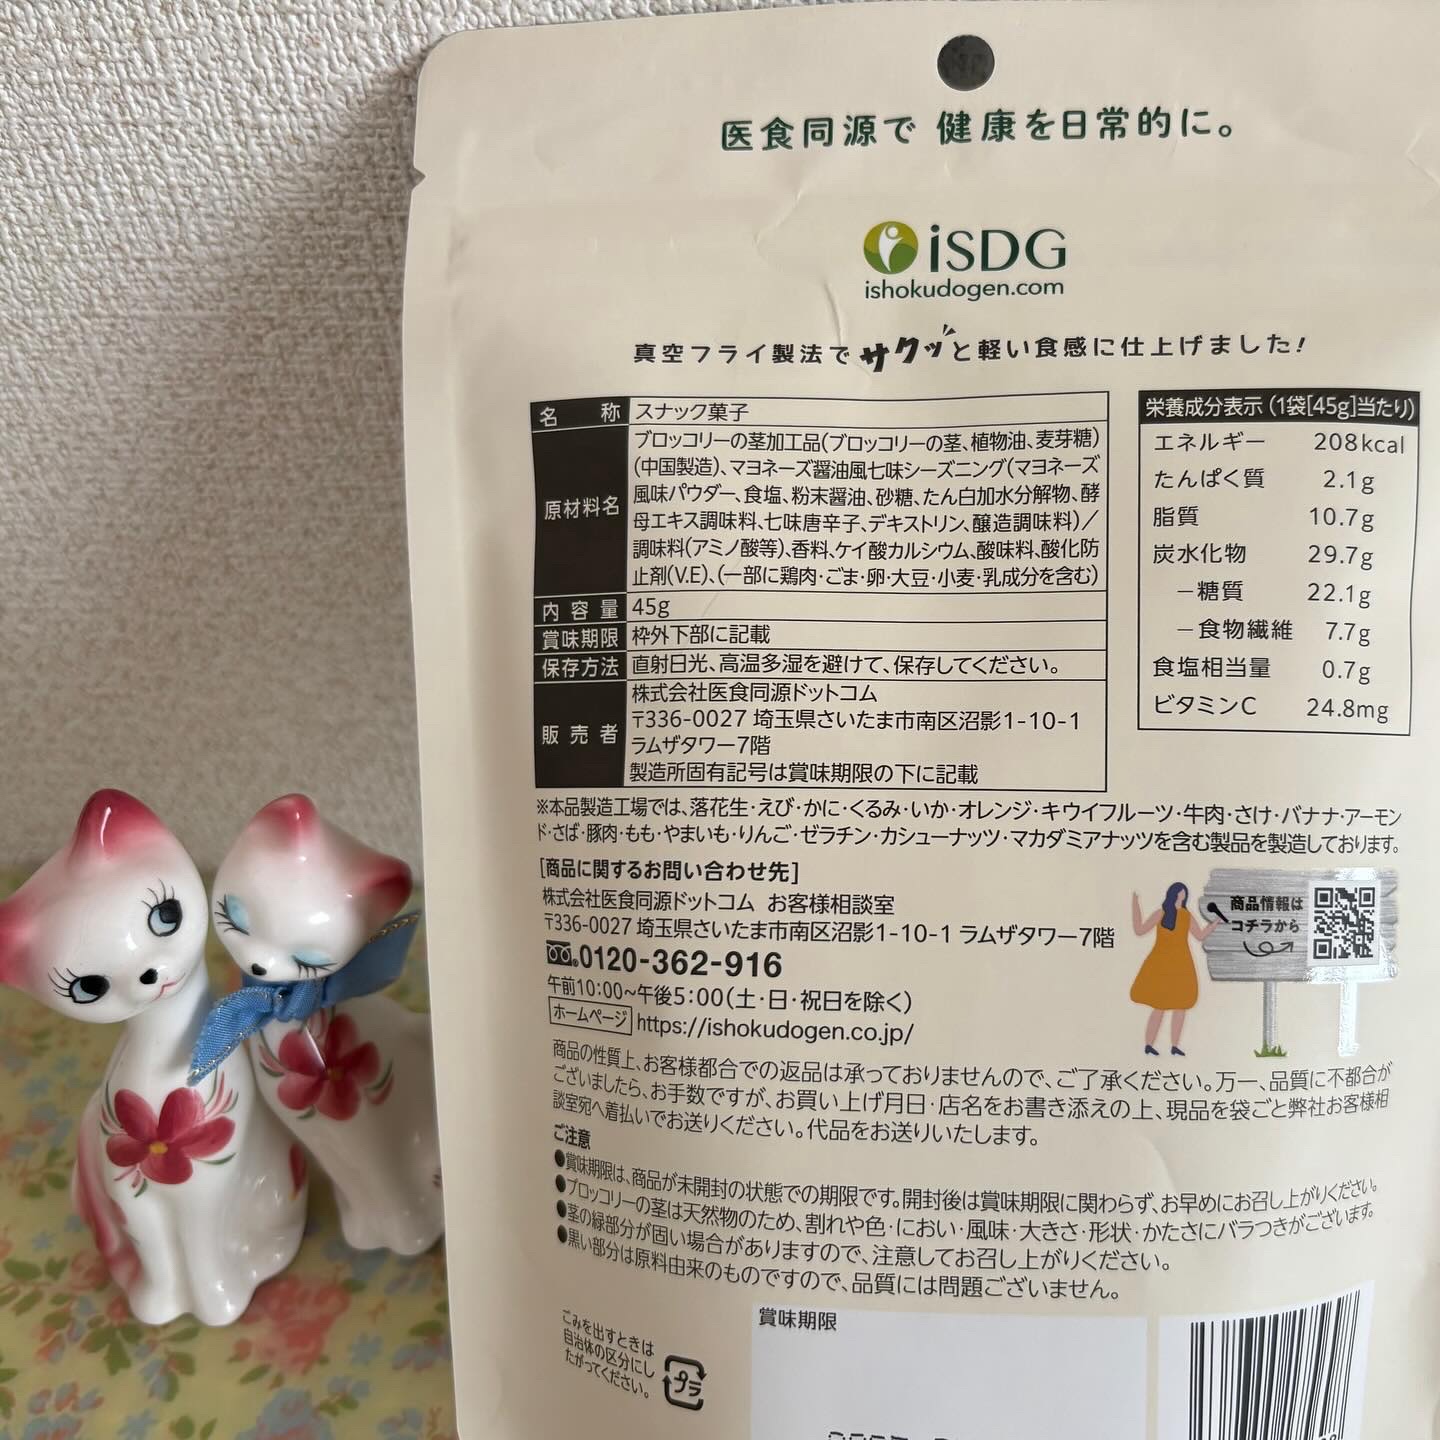 医食同源で 健康を日常的に。
iSDG
ishokudogen.com
真空フライ製法でサクッと軽い食感に仕上げました!
名称 スナック菓子
原材料名 ブロッコリーの茎加工品(ブロッコリーの茎、植物油、麦芽糖)
(中国製造)、マヨネーズ醤油風七味シーズニング(マヨネーズ
風味パウダー、食塩、粉末醤油、砂糖、たん白加水分解物、酵
母エキス調味料、七味唐辛子、デキストリン、醸造調味料)/
調味料(アミノ酸等)、香料、ケイ酸カルシウム、酸味料、酸化防
止剤(V.E)、(一部に鶏肉・ごま・卵・大豆・小麦・乳成分を含む)
内容量 45g
賞味期限 枠外下部に記載
保存方法 直射日光、高温多湿を避けて、保存してください。
販売者 株式会社医食同源ドットコム
〒336-0027 埼玉県さいたま市南区沼影1-10-1
ラムザタワー7階
製造所固有記号は賞味期限の下に記載
栄養成分表示(1袋[45g]当たり)
エネルギー 208kcal
たんぱく質 2.1g
脂質 10.7g
炭水化物 29.7g
－糖質 22.1g
－食物繊維 7.7g
食塩相当量 0.7g
ビタミンC 24.8mg
※本品製造工場では、落花生・えび・かに・くるみ・いか・オレンジ・キウイフルーツ・牛肉・さけ・バナナ・アーモン
ド・さば・豚肉・もも・やまいも・りんご・ゼラチン・カシューナッツ・マカダミアナッツを含む製品を製造しております。
[商品に関するお問い合わせ先]
株式会社医食同源ドットコム お客様相談室
〒336-0027 埼玉県さいたま市南区沼影1-10-1 ラムザタワー7階
0120-362-916
午前10:00~午後5:00(土・日・祝日を除く)
ホームページ https://ishokudogen.co.jp/
商品情報は
コチラから
商品の性質上、お客様都合での返品は承っておりませんので、ご了承ください。万一、品質に不都合が
ございましたら、お手数ですが、お買い上げ月日・店名をお書き添えの上、現品を袋ごと弊社お客様相
談室宛へ着払いでお送りください。代品をお送りいたします。
ご注意
●賞味期限は、商品が未開封の状態での期限です。開封後は賞味期限に関わらず、お早めにお召し上がりください。
●ブロッコリーの茎は天然物のため、割れや色・におい・風味・大きさ・形状・かたさにバラつきがございます。
●茎の緑部分が固い場合がありますので、注意してお召し上がりください。
●黒い部分は原料由来のものですので、品質には問題ございません。
ごみを出すときは
自治体の区分にし
たがってください。
プラ
賞味期限